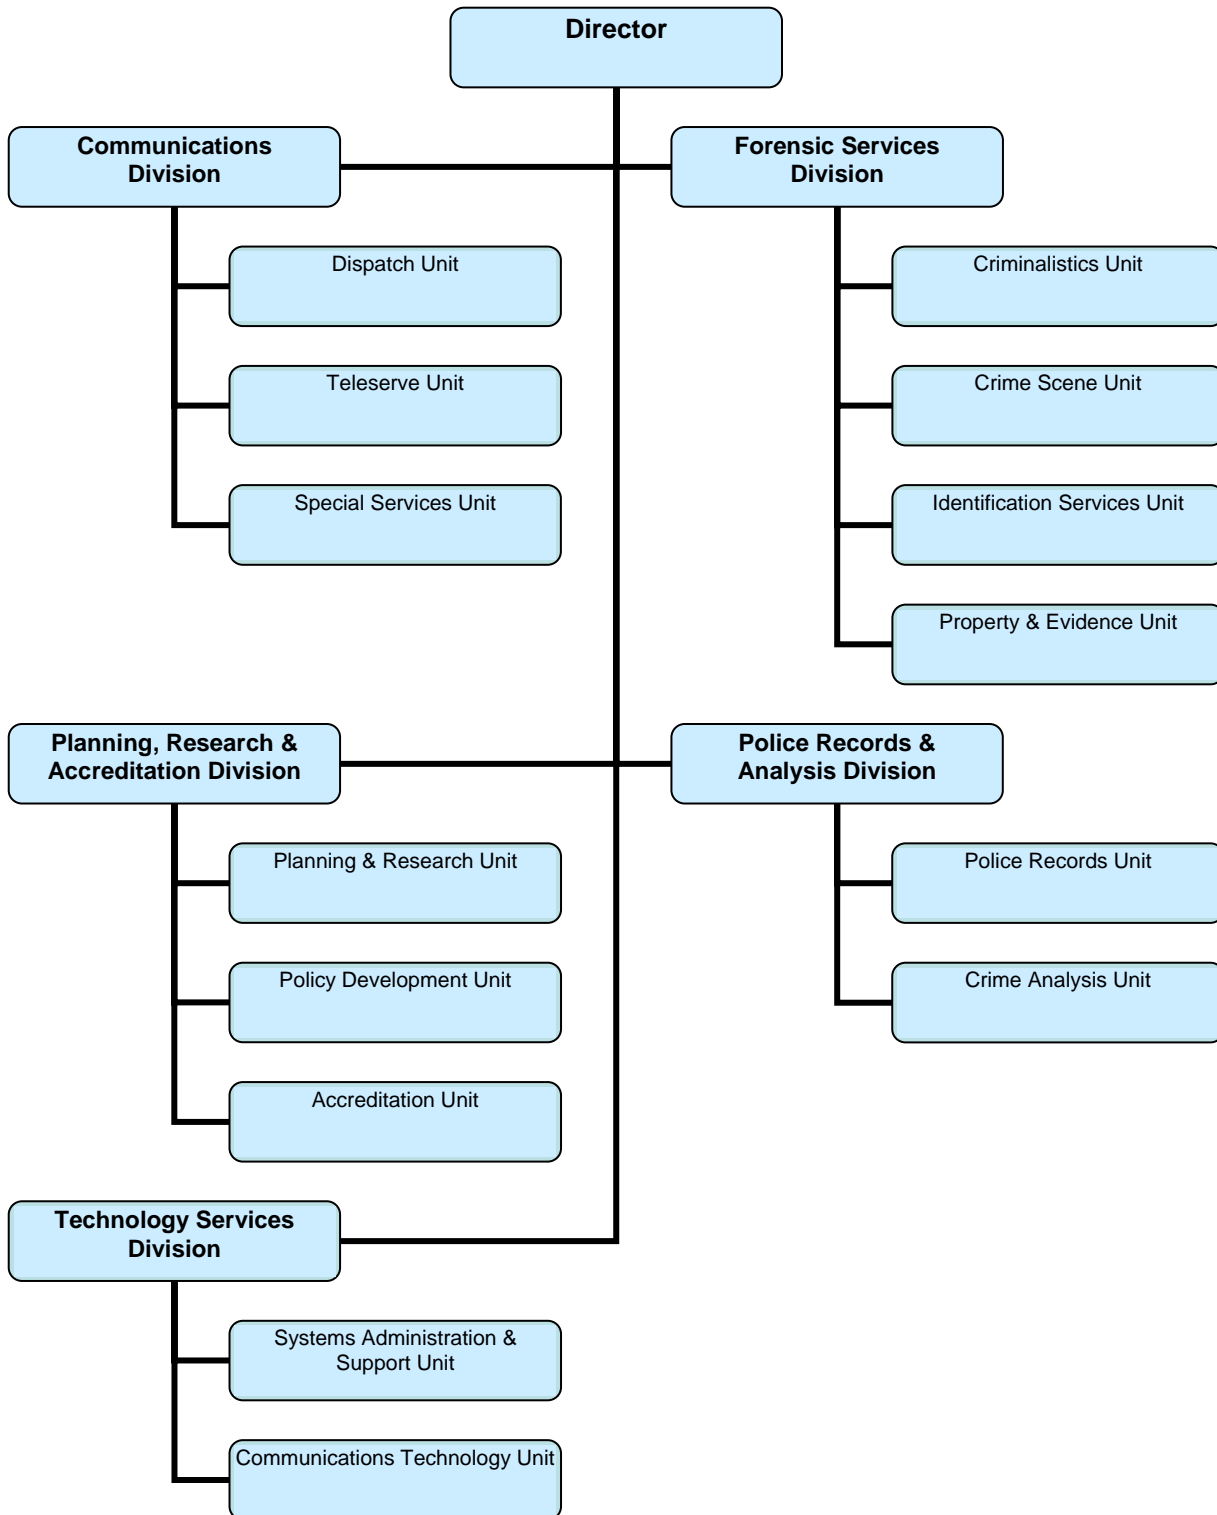 Director
Communications
Division
Dispatch Unit
Teleserve Unit
Special Services Unit
Forensic Services
Division
Criminalistics Unit
Crime Scene Unit
Identification Services Unit
Property & Evidence Unit
Planning, Research &
Accreditation Division
Planning & Research Unit
Policy Development Unit
Accreditation Unit
Police Records &
Analysis Division
Police Records Unit
Crime Analysis Unit
Technology Services
Division
Systems Administration &
Support Unit
Communications Technology Unit